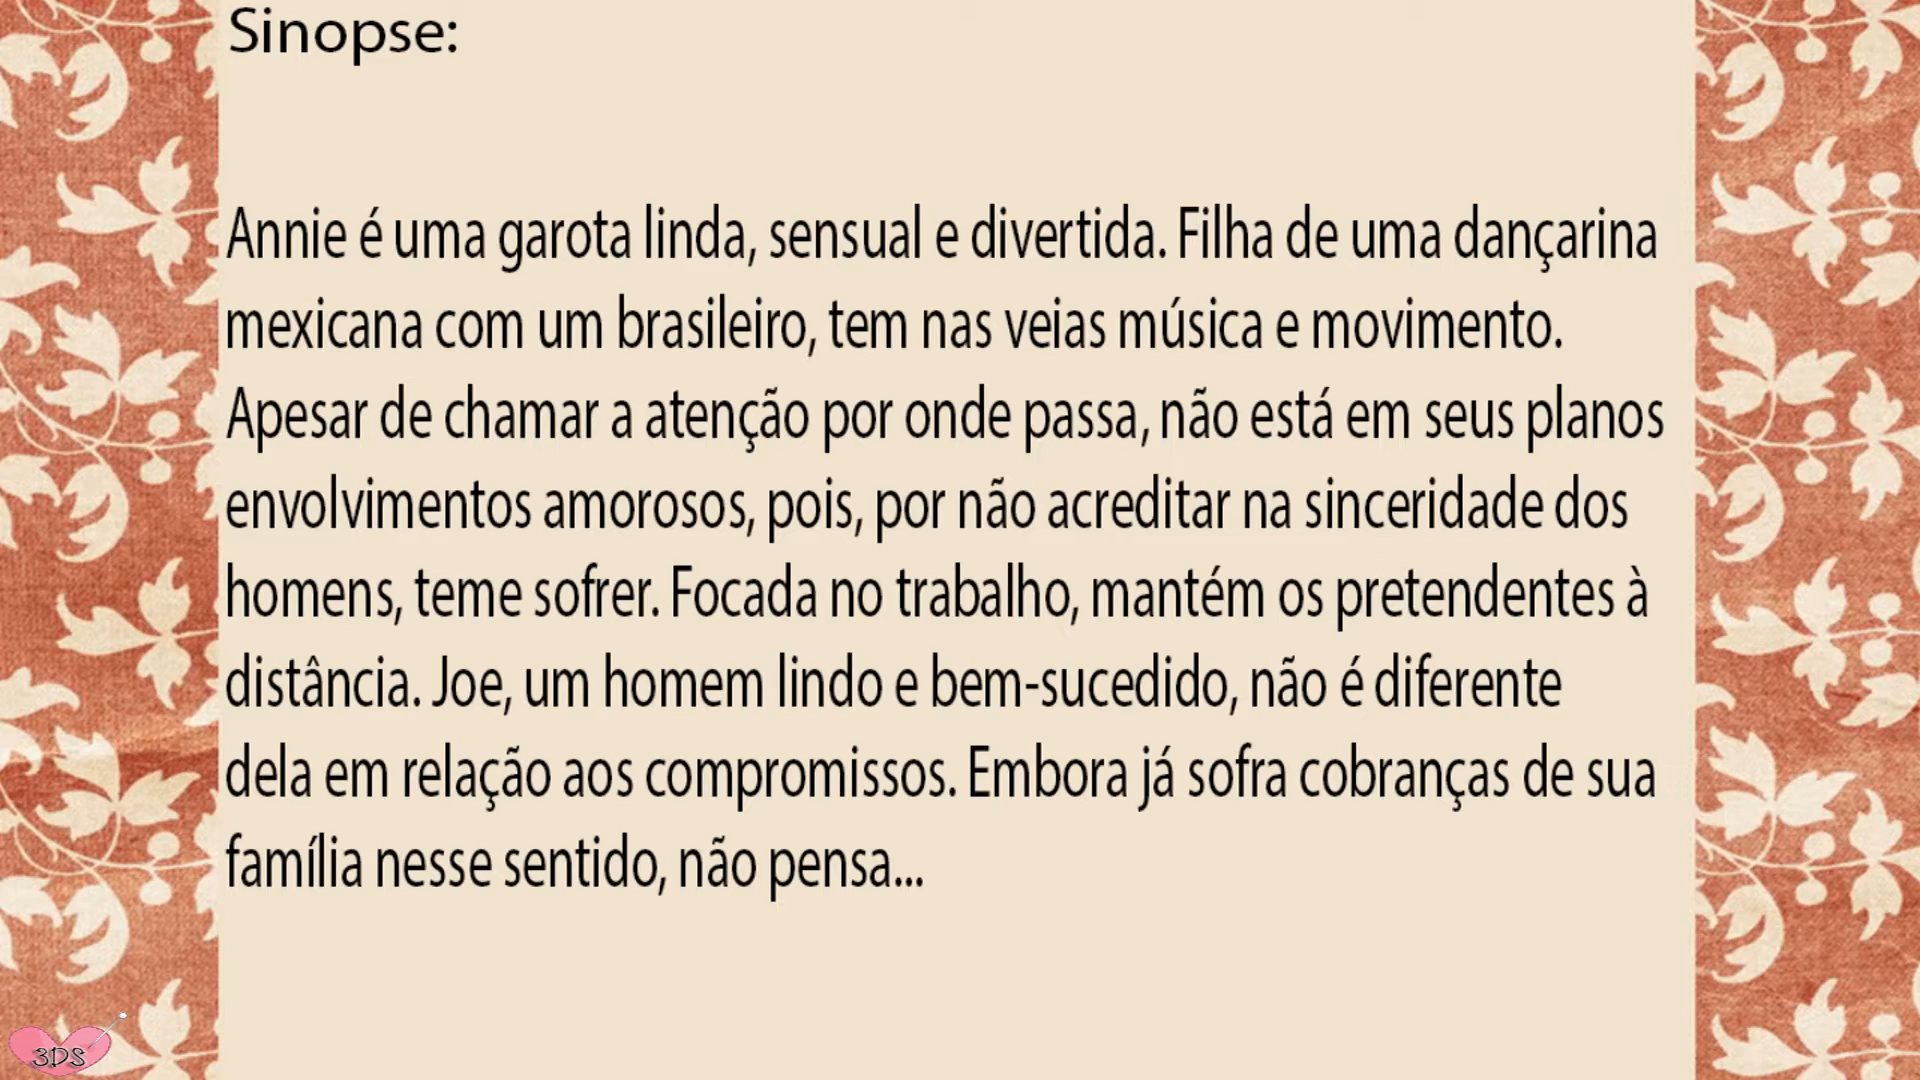 Sinopse:
Annie é uma garota linda, sensual e divertida. Filha de uma dançarina
mexicana com um brasileiro, tem nas veias música e movimento.
Apesar de chamar a atenção por onde passa, não está em seus planos
envolvimentos amorosos, pois, por não acreditar na sinceridade dos
homens, teme sofrer. Focada no trabalho, mantém os pretendentes à
distância. Joe, um homem lindo e bem-sucedido, não é diferente
dela em relação aos compromissos. Embora já sofra cobranças de sua
família nesse sentido, não pensa...
3DS